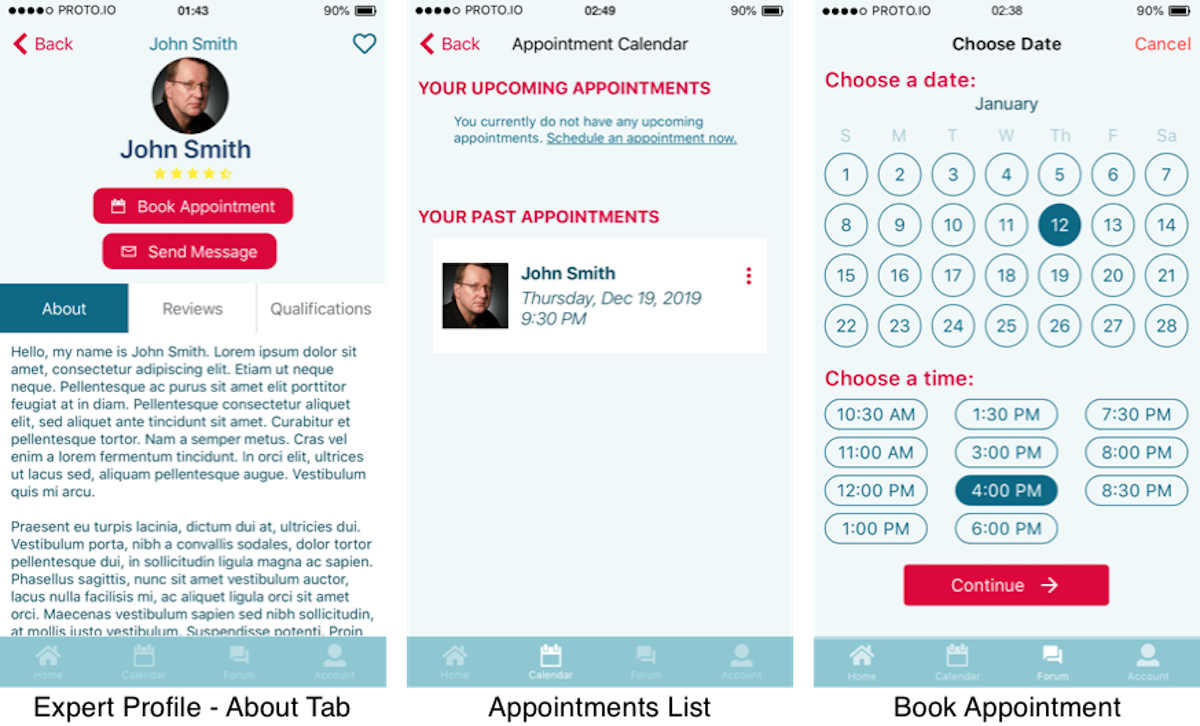 PROTO.IO 01:43 90%
Back John Smith
John Smith
Book Appointment
Send Message
About Reviews Qualifications
Hello, my name is John Smith. Lorem ipsum dolor sit
amet, consectetur adipiscing elit. Etiam ut neque
neque. Pellentesque ac purus sit amet elit porttitor
feugiat at in diam. Pellentesque consectetur aliquet
elit, sed aliquet ante tincidunt sit amet. Curabitur et
pellentesque tortor. Nam a semper metus. Cras vel
enim a lorem fermentum tincidunt. In orci elit, ultrices
ut lacus sed, aliquam pellentesque augue. Vestibulum
quis mi arcu.
Praesent eu turpis lacinia, dictum dui at, ultricies dui.
Vestibulum porta, nibh a convallis sodales, dolor tortor
pellentesque dui, in sollicitudin ligula magna ac sapien.
Phasellus sagittis, nunc sit amet vestibulum auctor,
lacus nulla facilisis mi, ac aliquet ligula orci sit amet
orci. Maecenas vestibulum sapien sed nibh sollicitudin,
at mollis justo vestibulum. Suspendisse potenti. Proin
Home Calendar Forum Account
Expert Profile - About Tab
PROTO.IO 02:49 90%
Back Appointment Calendar
YOUR UPCOMING APPOINTMENTS
You currently do not have any upcoming
appointments. Schedule an appointment now.
YOUR PAST APPOINTMENTS
John Smith
Thursday, Dec 19, 2019
9:30 PM
Home Calendar Forum Account
Appointments List
PROTO.IO 02:38 90%
Choose Date Cancel
Choose a date:
January
S M T W Th F Sa
1 2 3 4 5 6 7
8 9 10 11 12 13 14
15 16 17 18 19 20 21
22 23 24 25 26 27 28
Choose a time:
10:30 AM 1:30 PM 7:30 PM
11:00 AM 3:00 PM 8:00 PM
12:00 PM 4:00 PM 8:30 PM
1:00 PM 6:00 PM
Continue
Home Calendar Forum Account
Book Appointment